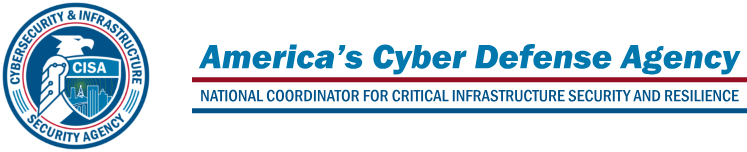 CYBERSECURITY & INFRASTRUCTURE
SECURITY AGENCY
CISA
America's Cyber Defense Agency
NATIONAL COORDINATOR FOR CRITICAL INFRASTRUCTURE SECURITY AND RESILIENCE